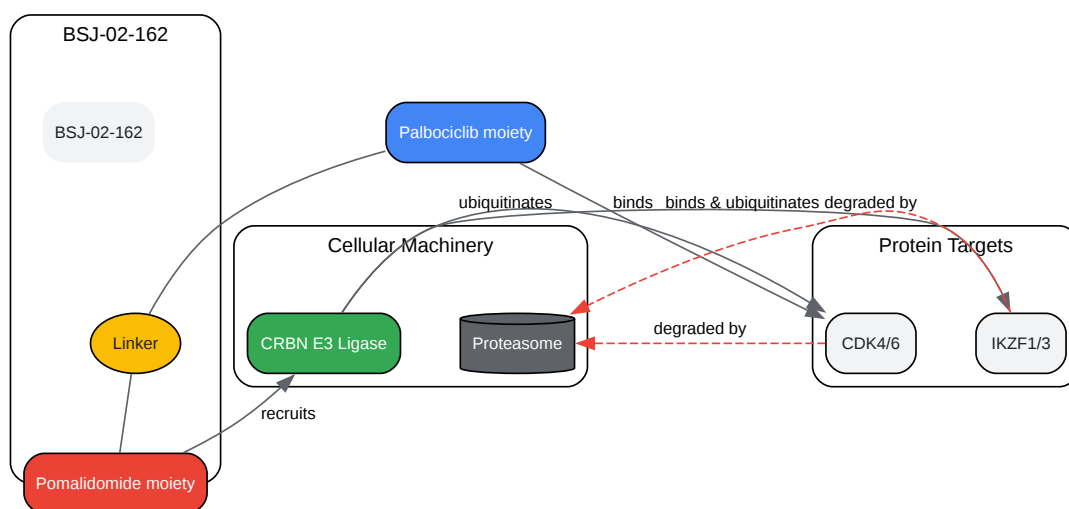 BSJ-02-162
BSJ-02-162
Palbociclib moiety
ubiquitinates
binds
binds & ubiquitinates
degraded by
Cellular Machinery
Protein Targets
Linker
CRBN E3 Ligase
Proteasome
degraded by
CDK4/6
IKZF1/3
recruits
Pomalidomide moiety